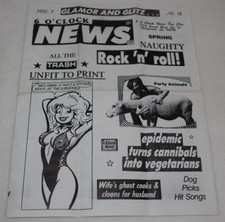 GLAMOR AND GLITZ
6 O'CLOCK
NEWS
SPRING
NAUGHTY
ALL THE
TRASH
UNFIT TO PRINT
Rock 'n' roll!
Party Animals
epidemic
turns cannibals
into vegetarians
Wife's ghost cooks &
cleans for husband
Dog
Picks
Hit Songs